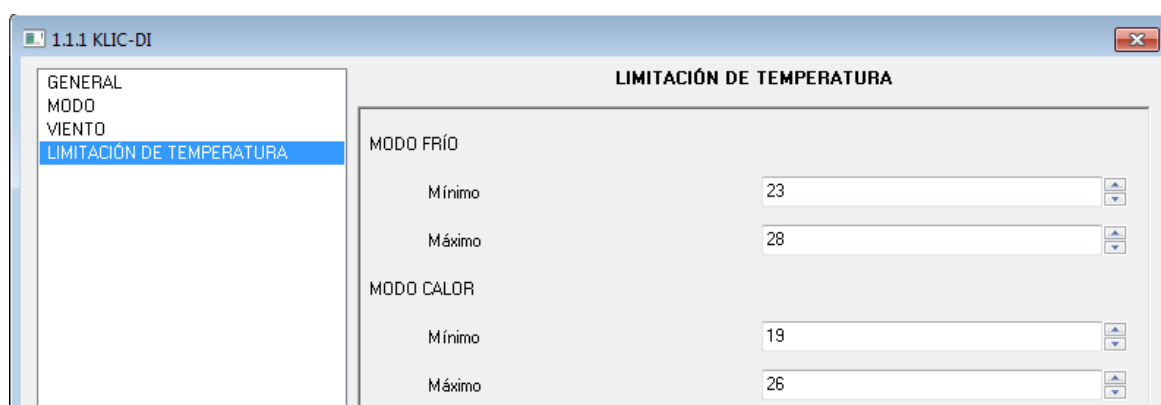 1.1.1 KLIC-DI
GENERAL
MODO
VIENTO
LIMITACIÓN DE TEMPERATURA
LIMITACIÓN DE TEMPERATURA
MODO FRÍO
Mínimo 23
Máximo 28
MODO CALOR
Mínimo 19
Máximo 26